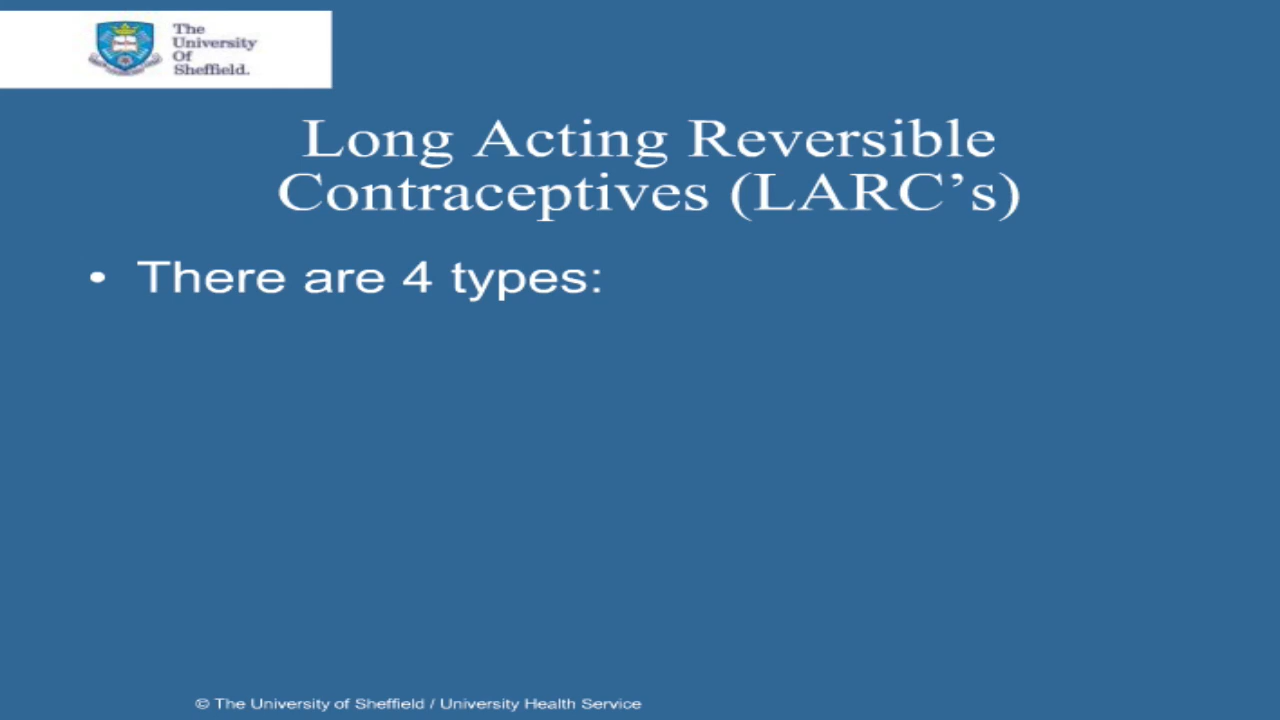 The
University
Of
Sheffield.
Long Acting Reversible
Contraceptives (LARC’s)
• There are 4 types:
© The University of Sheffield / University Health Service